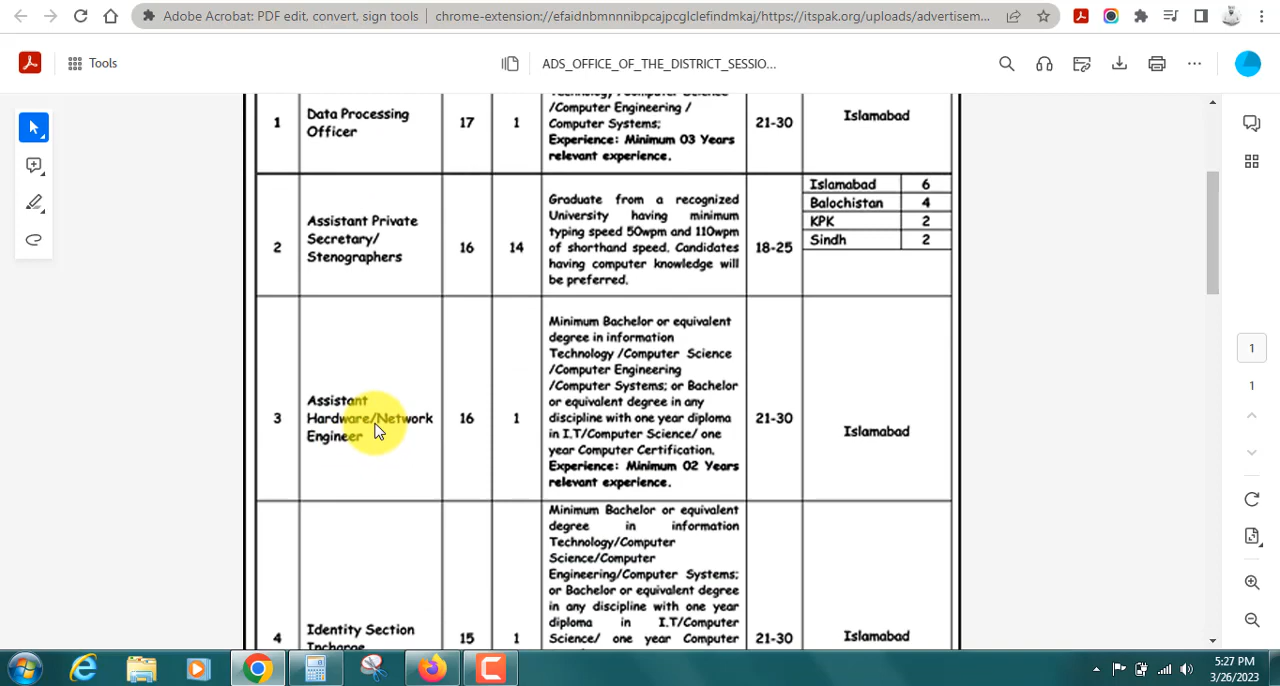 Adobe Acrobat: PDF edit, convert, sign tools
chrome-extension://efaidnbmnnnibpcajpcglclefindmkaj/https://itspak.org/uploads/advertisem...
Tools
ADS_OFFICE_OF_THE_DISTRICT_SESSIO...
1
Data Processing
Officer
17
1
Technology /Computer Science
/Computer Engineering /
Computer Systems;
Experience: Minimum 03 Years
relevant experience.
21-30
Islamabad
2
Assistant Private
Secretary/
Stenographers
16
14
Graduate from a recognized
University having minimum
typing speed 50wpm and 110wpm
of shorthand speed. Candidates
having computer knowledge will
be preferred.
18-25
Islamabad 6
Balochistan 4
KPK 2
Sindh 2
3
Assistant
Hardware/Network
Engineer
16
1
Minimum Bachelor or equivalent
degree in information
Technology /Computer Science
/Computer Engineering
/Computer Systems; or Bachelor
or equivalent degree in any
discipline with one year diploma
in I.T/Computer Science/ one
year Computer Certification.
Experience: Minimum 02 Years
relevant experience.
21-30
Islamabad
4
Identity Section
Incharge
15
1
Minimum Bachelor or equivalent
degree in information
Technology/Computer
Science/Computer
Engineering/Computer Systems;
or Bachelor or equivalent degree
in any discipline with one year
diploma in I.T/Computer
Science/ one year Computer
21-30
Islamabad
1
1
5:27 PM
3/26/2023